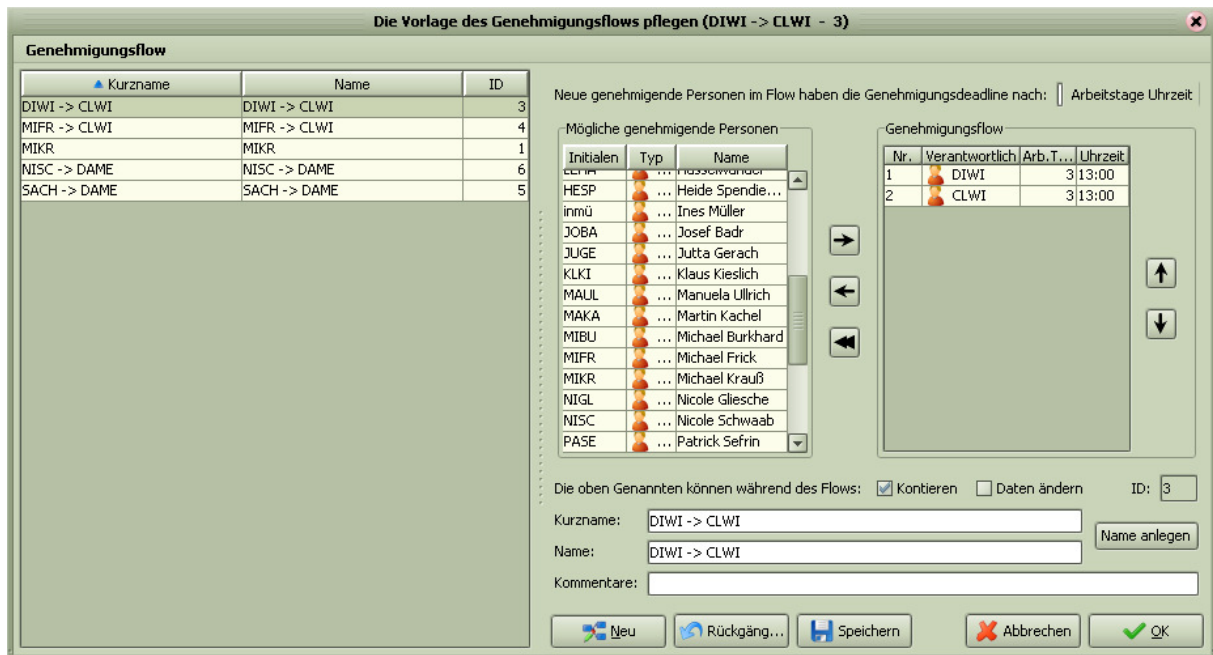 Die Vorlage des Genehmigungsflows pflegen (DIWI -> CLWI - 3)
Genehmigungsflow
Kurzname Name ID
DIWI -> CLWI DIWI -> CLWI 3
MIFR -> CLWI MIFR -> CLWI 4
MIKR MIKR 1
NISC -> DAME NISC -> DAME 6
SACH -> DAME SACH -> DAME 5
Neue genehmigende Personen im Flow haben die Genehmigungsdeadline nach: Arbeitstage Uhrzeit
Mögliche genehmigende Personen
Initialen Typ Name
HESP ... Heide Spendie...
inmü ... Ines Müller
JOBA ... Josef Badr
JUGE ... Jutta Gerach
KLKI ... Klaus Kieslich
MAUL ... Manuela Ullrich
MAKA ... Martin Kachel
MIBU ... Michael Burkhard
MIFR ... Michael Frick
MIKR ... Michael Krauß
NIGL ... Nicole Gliesche
NISC ... Nicole Schwaab
PASE ... Patrick Sefrin
Genehmigungsflow
Nr. Verantwortlich Arb.T... Uhrzeit
1 DIWI 3 13:00
2 CLWI 3 13:00
Die oben Genannten können während des Flows: Kontieren Daten ändern ID: 3
Kurzname: DIWI -> CLWI
Name anlegen
Name: DIWI -> CLWI
Kommentare:
Neu Rückgäng... Speichern Abbrechen OK